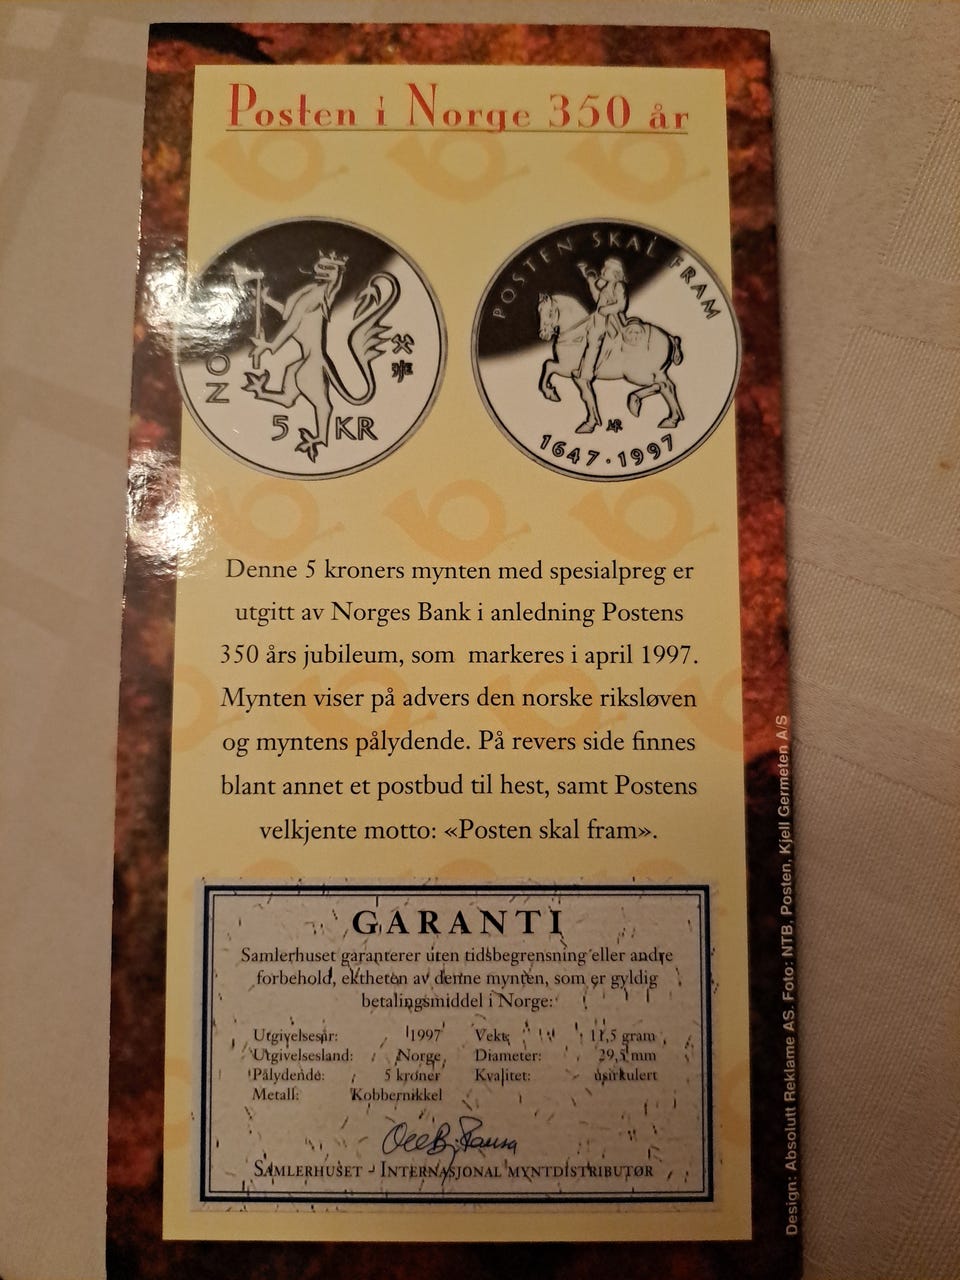 Posten i Norge 350 år
NO
5 KR
POSTEN SKAL FRAM
1647·1997
Denne 5 kroners mynten med spesialpreg er
utgitt av Norges Bank i anledning Postens
350 års jubileum, som markeres i april 1997.
Mynten viser på advers den norske riksløven
og myntens pålydende. På revers side finnes
blant annet et postbud til hest, samt Postens
velkjente motto: «Posten skal fram».
GARANTI
Samlerhuset garanterer uten tidsbegrensning eller andre
forbehold, ektheten av denne mynten, som er gyldig
betalingsmiddel i Norge:
Utgivelsesår: 1997 Vekt: 11,5 gram
Utgivelsesland: Norge Diameter: 29,5 mm
Pålydende: 5 kroner Kvalitet: usirkulert
Metall: Kobbernikkel
SAMLERHUSET - INTERNASJONAL MYNTDISTRIBUTØR
Design: Absolutt Reklame AS. Foto: NTB, Posten, Kjell Germeten A/S